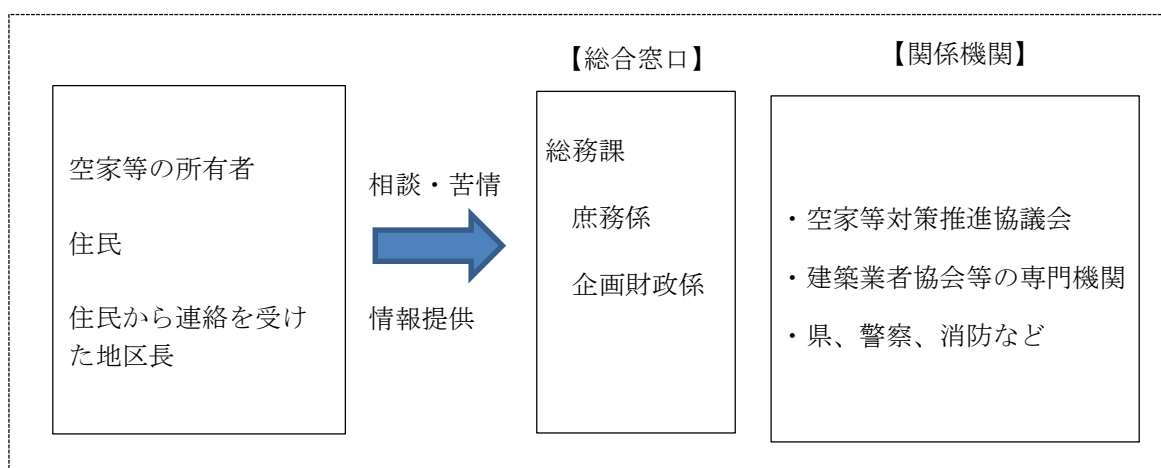 【総合窓口】
【関係機関】
空家等の所有者
住民
住民から連絡を受け
た地区長
相談・苦情
情報提供
総務課
庶務係
企画財政係
・空家等対策推進協議会
・建築業者協会等の専門機関
・県、警察、消防など